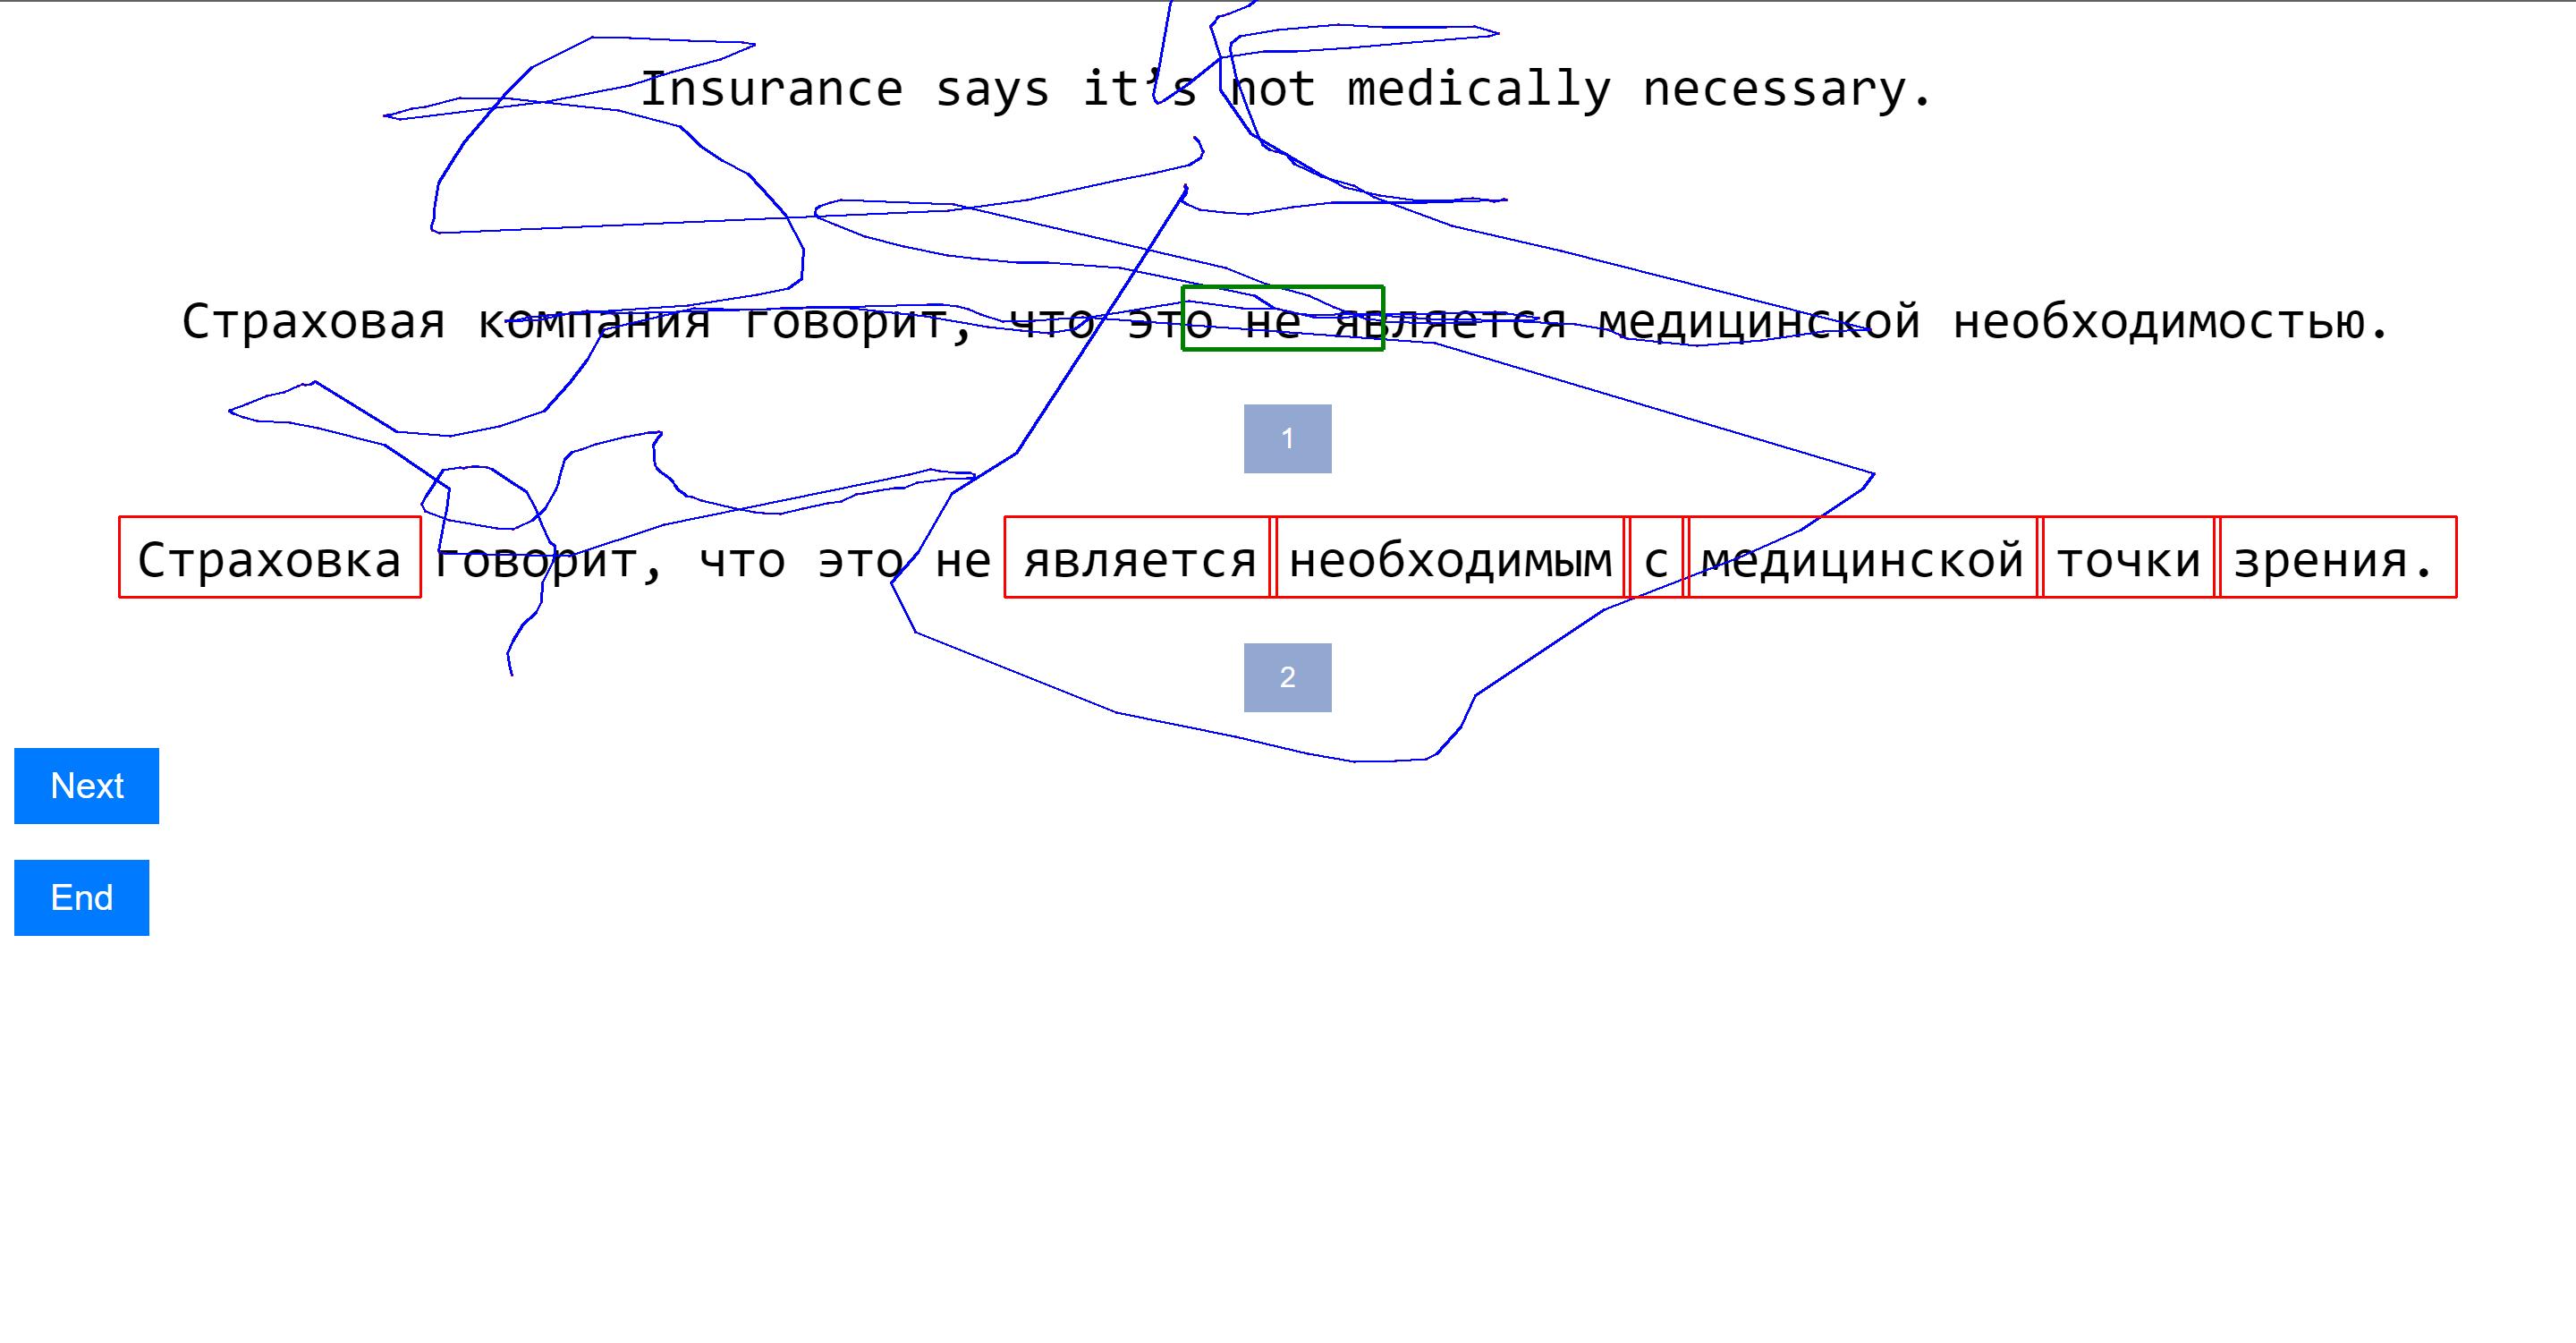 Insurance says it's not medically necessary.
Страховая компания говорит, что это не является медицинской необходимостью.
1
Страховка говорит, что это не является необходимым с медицинской точки зрения.
2
Next
End